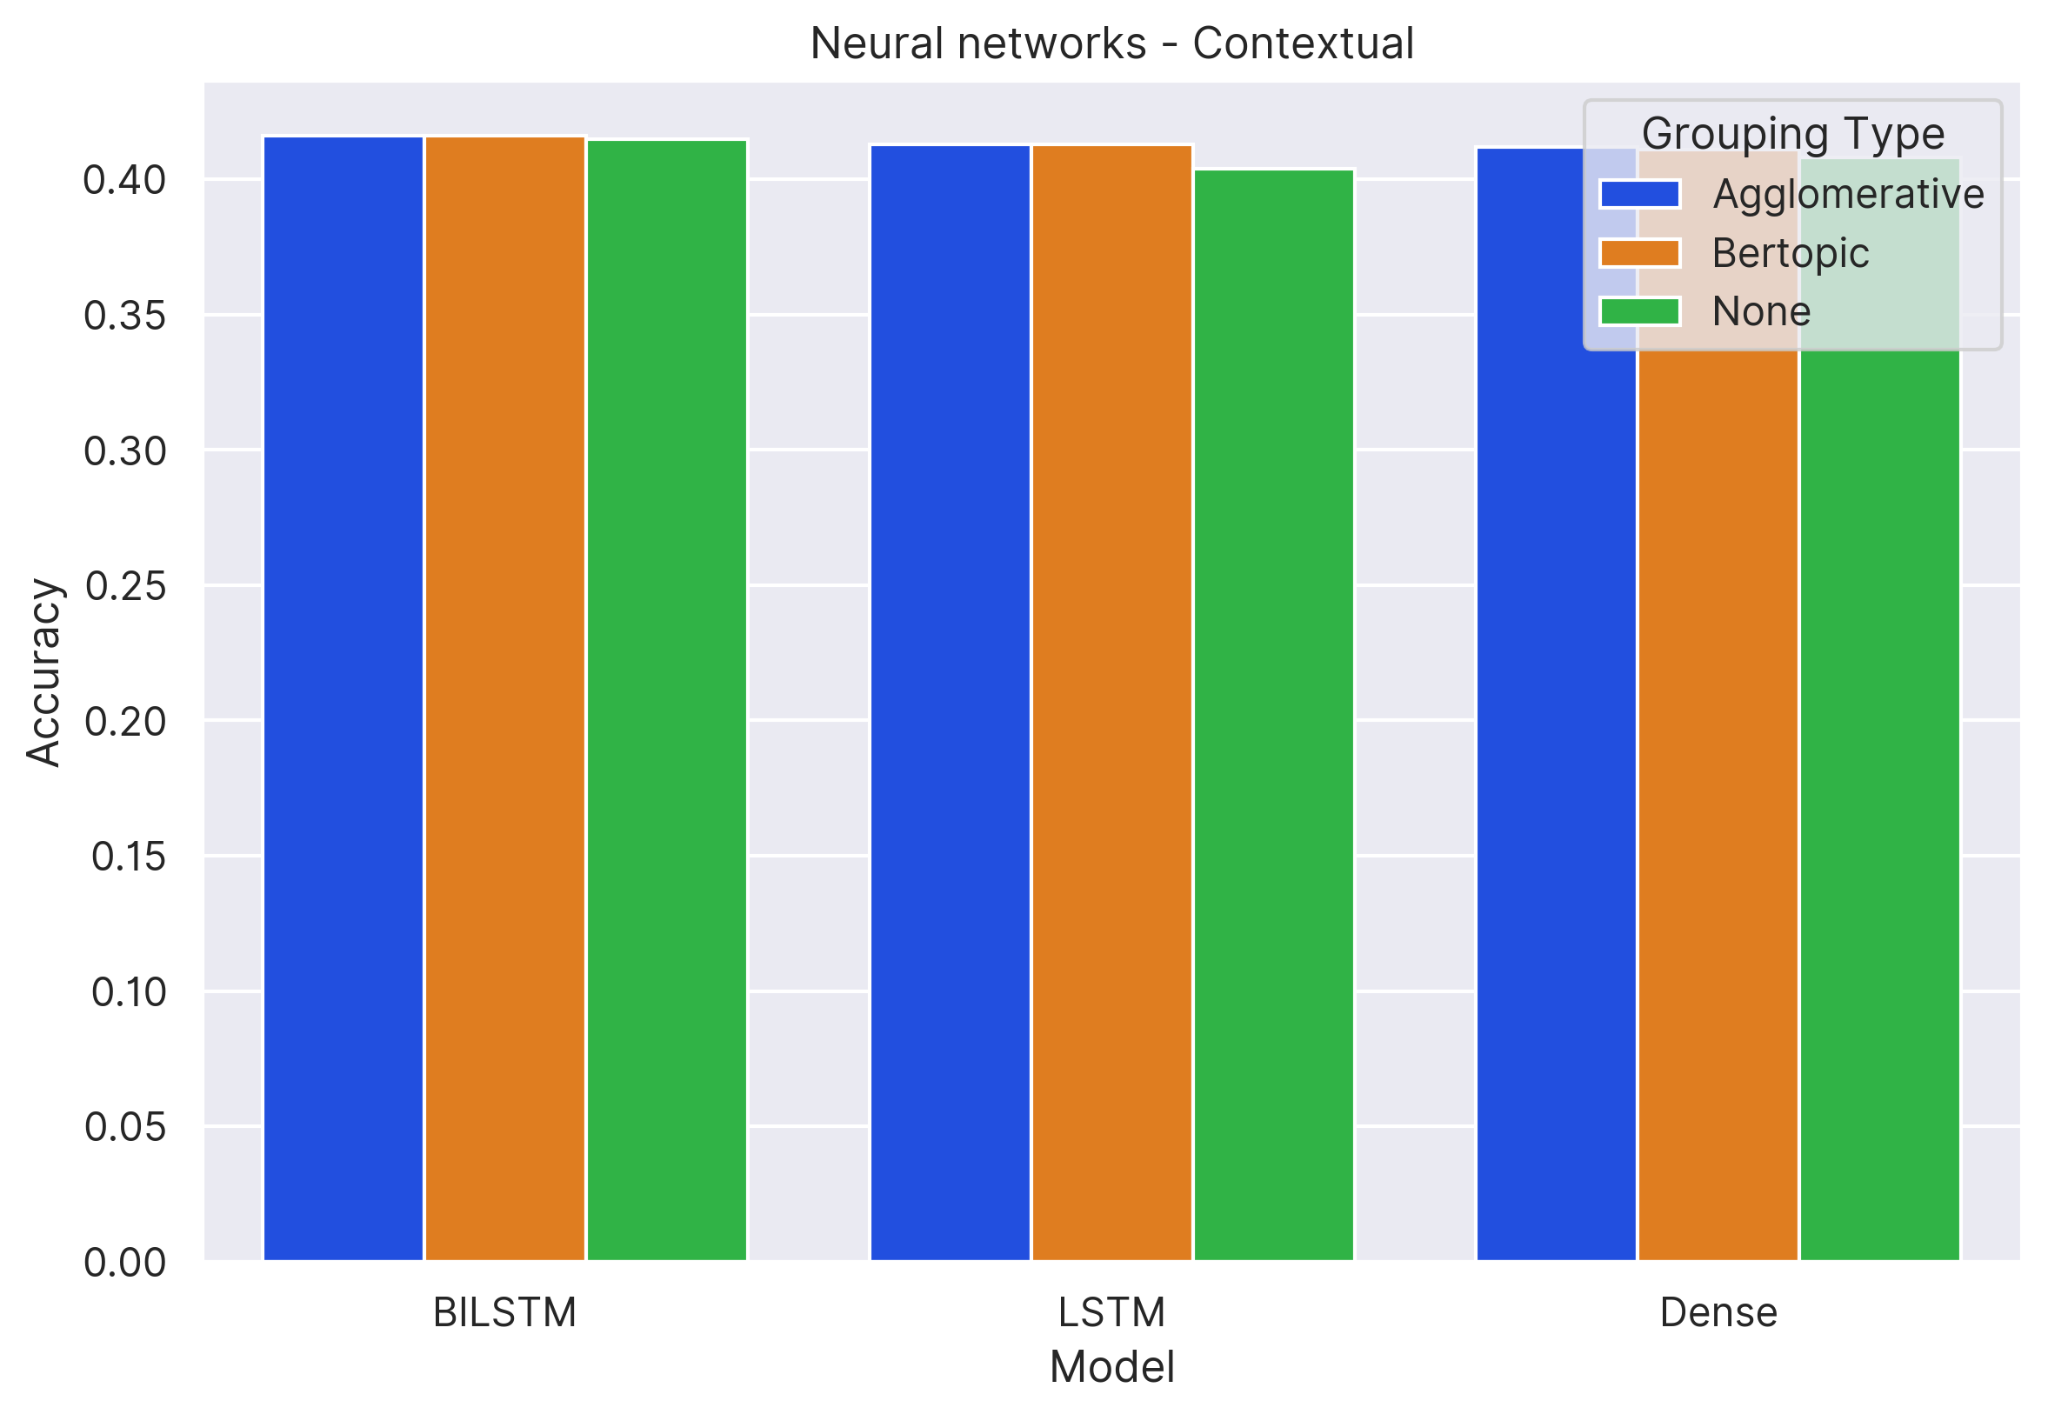 Neural networks - Contextual
Grouping Type
Agglomerative
Bertopic
None
0.40
0.35
0.30
0.25
0.20
0.15
0.10
0.05
0.00
Accuracy
BILSTM
LSTM
Dense
Model